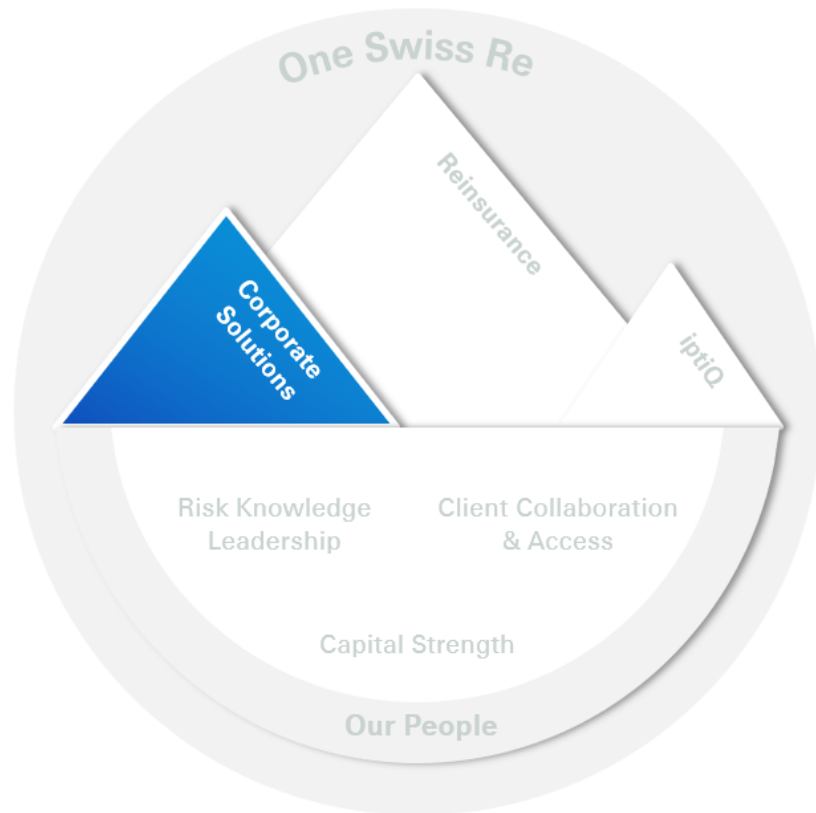 One Swiss Re
Reinsurance
Corporate
Solutions
iptiQ
Risk Knowledge
Leadership
Client Collaboration
& Access
Capital Strength
Our People